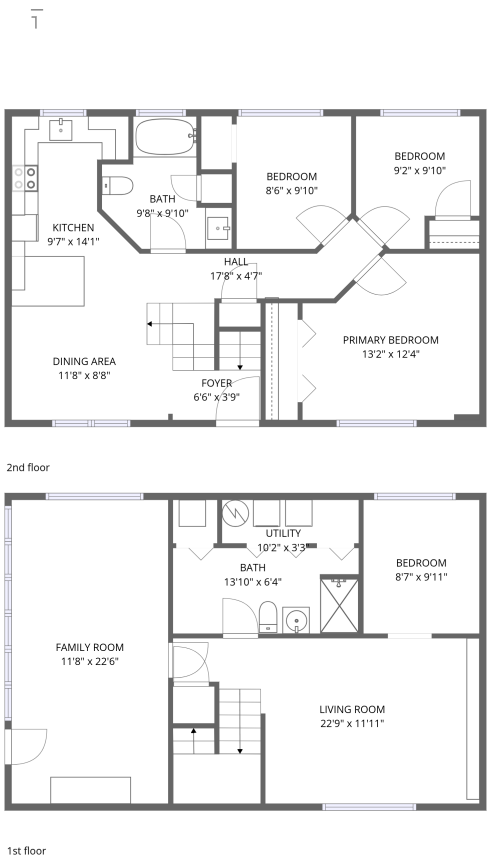 BEDROOM
9'2" x 9'10"
BEDROOM
8'6" x 9'10"
BATH
9'8" x 9'10"
KITCHEN
9'7" x 14'1"
HALL
17'8" x 4'7"
PRIMARY BEDROOM
13'2" x 12'4"
DINING AREA
11'8" x 8'8"
FOYER
6'6" x 3'9"
2nd floor
UTILITY
10'2" x 3'3"
BATH
13'10" x 6'4"
BEDROOM
8'7" x 9'11"
FAMILY ROOM
11'8" x 22'6"
LIVING ROOM
22'9" x 11'11"
1st floor